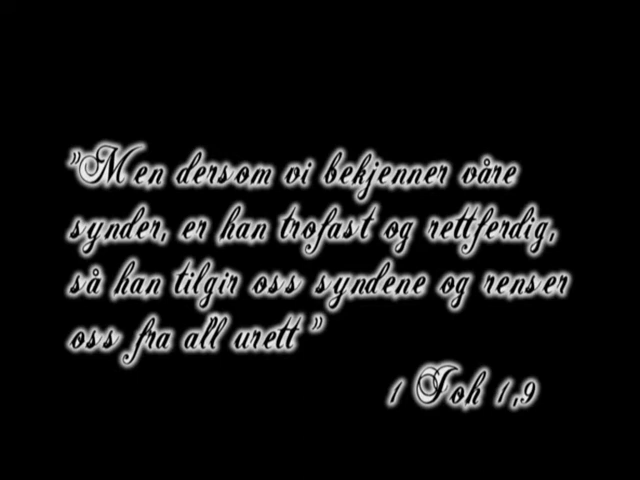 "Men dersom vi bekjenner våre
synder, er han trofast og rettferdig,
så han tilgir oss syndene og renser
oss fra all urett"
1 Joh 1,9